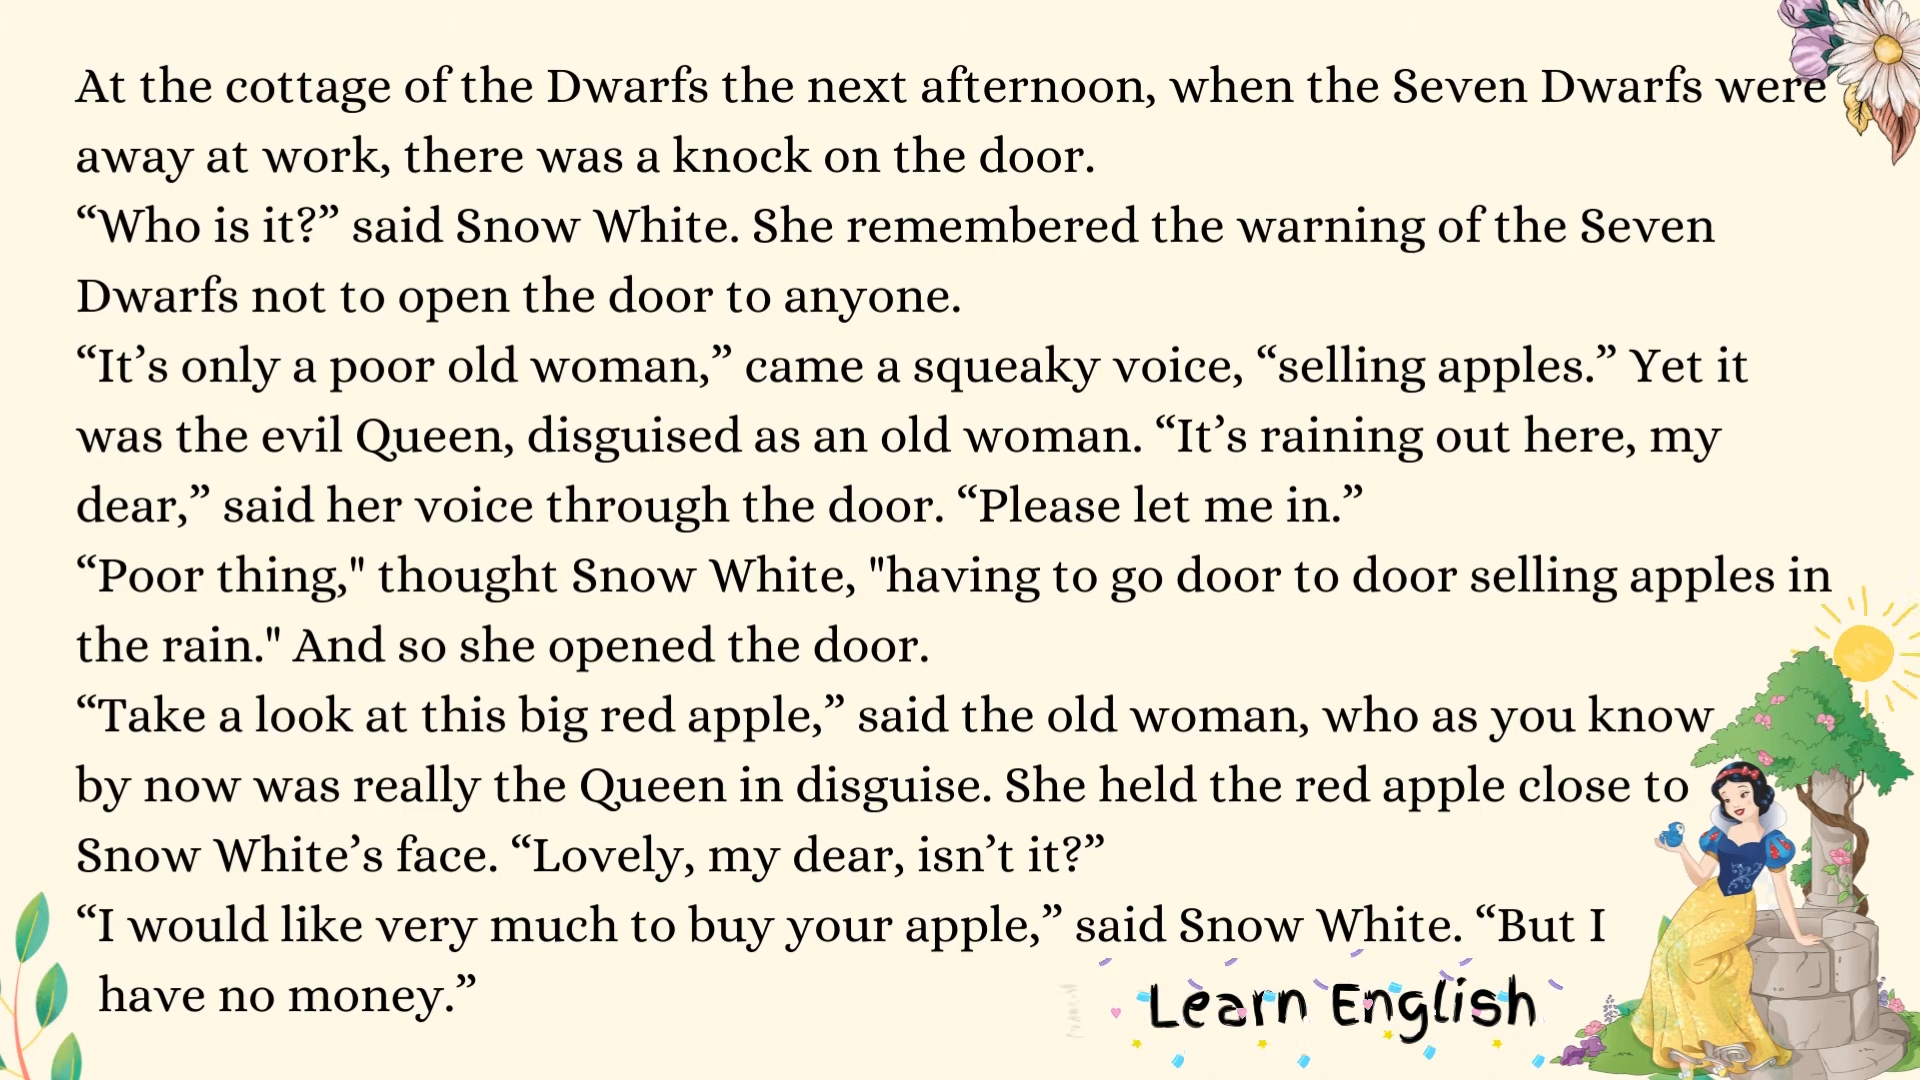 At the cottage of the Dwarfs the next afternoon, when the Seven Dwarfs were
away at work, there was a knock on the door.
“Who is it?” said Snow White. She remembered the warning of the Seven
Dwarfs not to open the door to anyone.
“It’s only a poor old woman,” came a squeaky voice, “selling apples.” Yet it
was the evil Queen, disguised as an old woman. “It’s raining out here, my
dear,” said her voice through the door. “Please let me in.”
“Poor thing," thought Snow White, "having to go door to door selling apples in
the rain." And so she opened the door.
“Take a look at this big red apple,” said the old woman, who as you know
by now was really the Queen in disguise. She held the red apple close to
Snow White’s face. “Lovely, my dear, isn’t it?”
“I would like very much to buy your apple,” said Snow White. “But I
have no money.”
Learn English